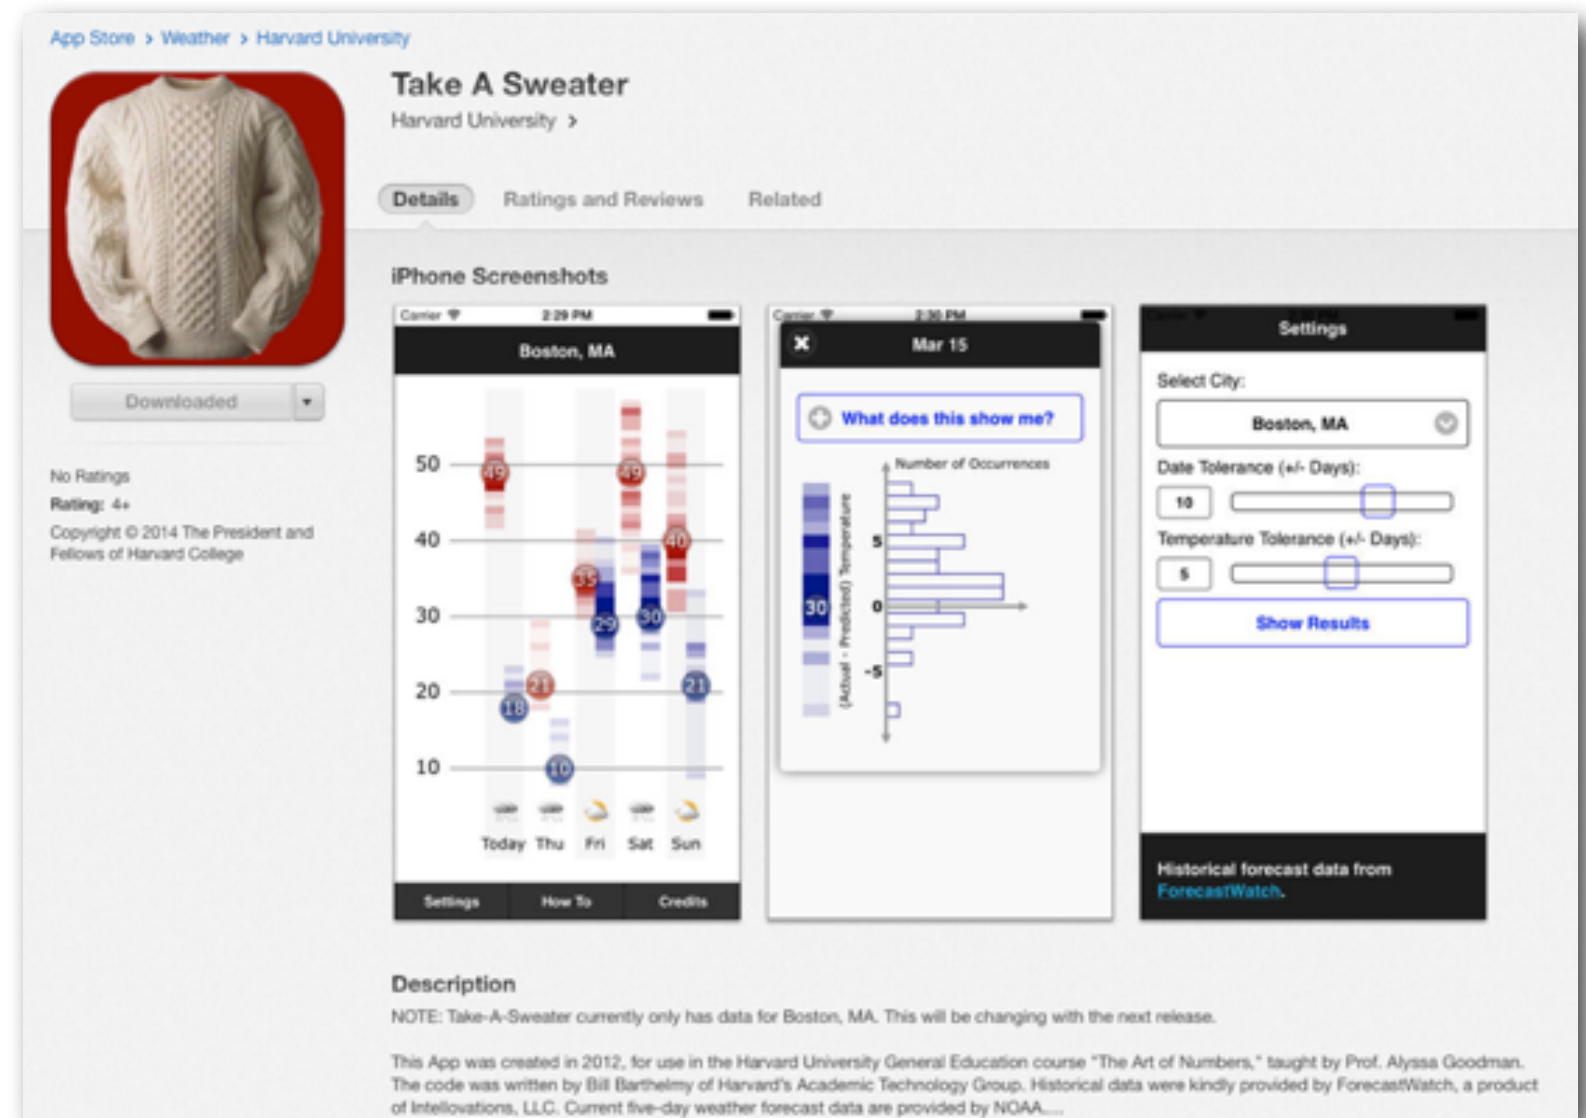 App Store > Weather > Harvard University
Take A Sweater
Harvard University >
Details Ratings and Reviews Related
Downloaded
No Ratings
Rating: 4+
Copyright © 2014 The President and
Fellows of Harvard College
iPhone Screenshots
Carrier 2:29 PM
Boston, MA
50
40
30
20
10
49
18
21
10
35
29
49
30
40
21
Today Thu Fri Sat Sun
Settings How To Credits
Carrier 2:30 PM
Mar 15
What does this show me?
Number of Occurrences
(Actual - Predicted) Temperature
30
5
0
-5
Settings
Select City:
Boston, MA
Date Tolerance (+/- Days):
10
Temperature Tolerance (+/- Days):
5
Show Results
Historical forecast data from
ForecastWatch.
Description
NOTE: Take-A-Sweater currently only has data for Boston, MA. This will be changing with the next release.
This App was created in 2012, for use in the Harvard University General Education course "The Art of Numbers," taught by Prof. Alyssa Goodman.
The code was written by Bill Barthelmy of Harvard's Academic Technology Group. Historical data were kindly provided by ForecastWatch, a product
of Intellovations, LLC. Current five-day weather forecast data are provided by NOAA....